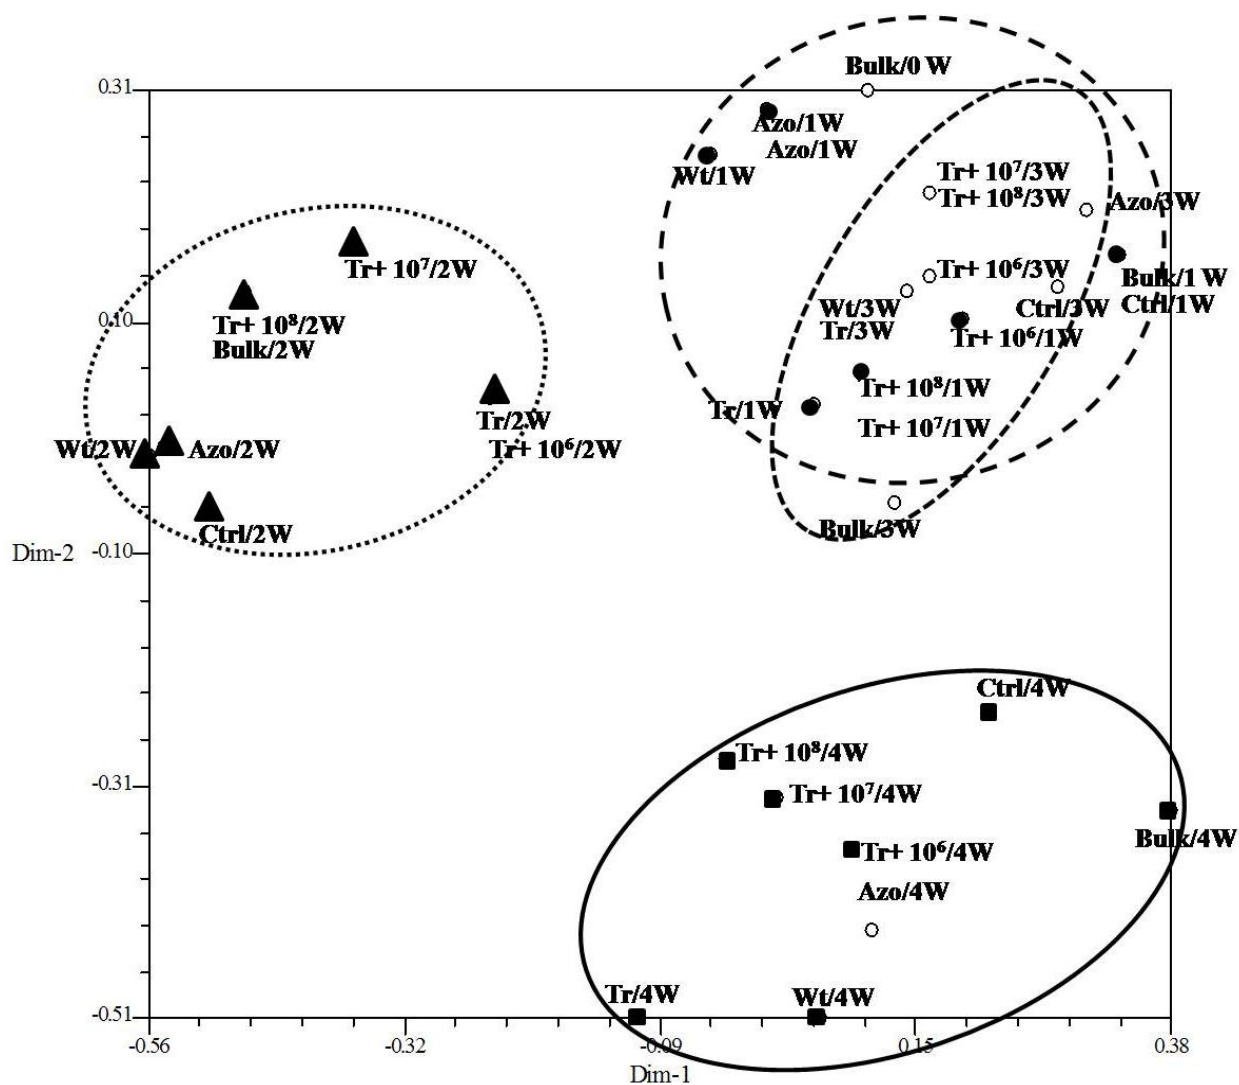 Bulk/0 W
0.31
Azo/1W
Azo/1W
Wt/1W
Tr+ 10⁷/3W
Tr+ 10⁸/3W
Azo/3W
Tr+ 10⁷/2W
Tr+ 10⁶/3W
Bulk/1 W
Ctrl/1W
Ctrl/3W
Wt/3W
Tr/3W
0.10
Tr+ 10⁸/2W
Bulk/2W
Tr+ 10⁶/1W
Tr+ 10⁸/1W
Tr/1W
Tr+ 10⁷/1W
Tr/2W
Tr+ 10⁶/2W
Wt/2W
Azo/2W
Ctrl/2W
Bulk/3W
Dim-2
-0.10
Ctrl/4W
Tr+ 10⁸/4W
-0.31
Tr+ 10⁷/4W
Bulk/4W
Tr+ 10⁶/4W
Azo/4W
Tr/4W
Wt/4W
-0.51
-0.56
-0.32
-0.09
0.15
0.38
Dim-1